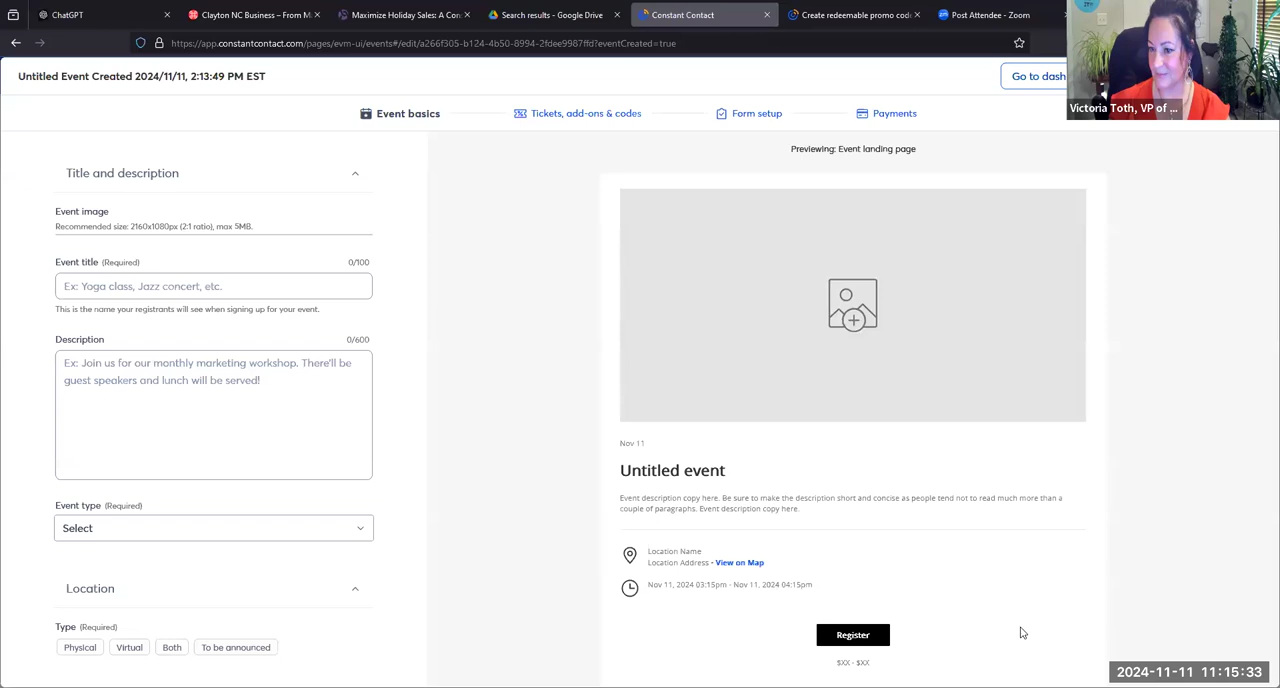 ChatGPT
Clayton NC Business – From M
Maximize Holiday Sales: A Con
Search results - Google Drive
Constant Contact
Create redeemable promo code
Post Attendee - Zoom
https://app.constantcontact.com/pages/evm-ui/events#/edit/a266f305-b124-4b50-8994-2fdee9987ffd?eventCreated=true
Untitled Event Created 2024/11/11, 2:13:49 PM EST
Go to dash
Victoria Toth, VP of ...
Event basics
Tickets, add-ons & codes
Form setup
Payments
Previewing: Event landing page
Title and description
Event image
Recommended size: 2160x1080px (2:1 ratio), max 5MB.
Event title (Required)
0/100
Ex: Yoga class, Jazz concert, etc.
This is the name your registrants will see when signing up for your event.
Description
0/600
Ex: Join us for our monthly marketing workshop. There'll be
guest speakers and lunch will be served!
Event type (Required)
Select
Location
Type (Required)
Physical
Virtual
Both
To be announced
Nov 11
Untitled event
Event description copy here. Be sure to make the description short and concise as people tend not to read much more than a
couple of paragraphs. Event description copy here.
Location Name
Location Address • View on Map
Nov 11, 2024 03:15pm - Nov 11, 2024 04:15pm
Register
$XX - $XX
2024-11-11 11:15:33